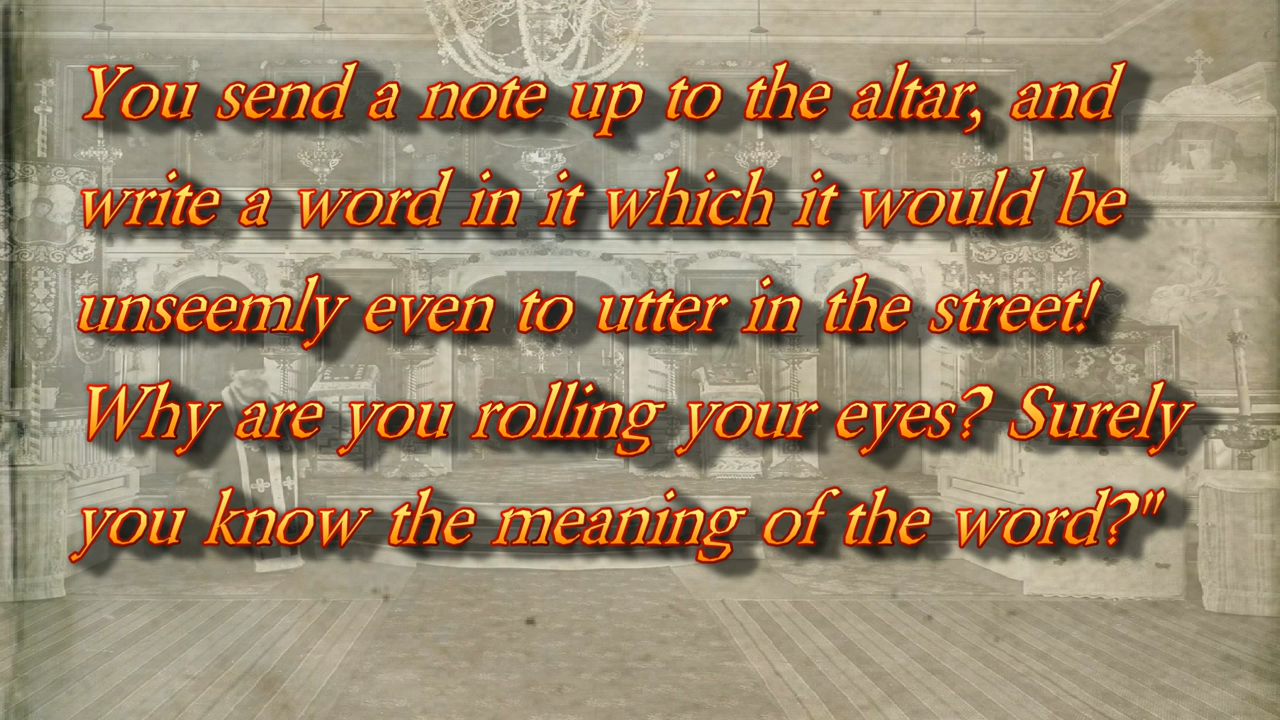 You send a note up to the altar, and
write a word in it which it would be
unseemly even to utter in the street!
Why are you rolling your eyes? Surely
you know the meaning of the word?"